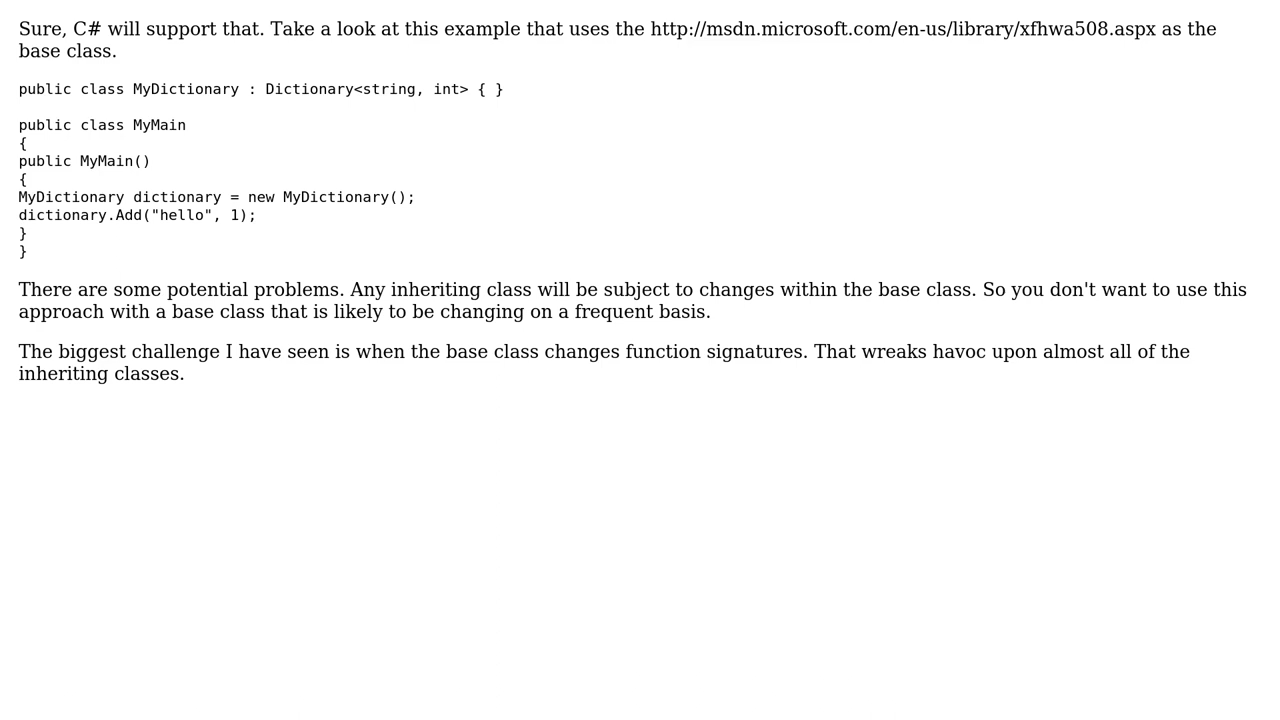 Sure, C# will support that. Take a look at this example that uses the http://msdn.microsoft.com/en-us/library/xfhwa508.aspx as the
base class.
public class MyDictionary : Dictionary<string, int> { }
public class MyMain
{
public MyMain()
{
MyDictionary dictionary = new MyDictionary();
dictionary.Add("hello", 1);
}
}
There are some potential problems. Any inheriting class will be subject to changes within the base class. So you don't want to use this
approach with a base class that is likely to be changing on a frequent basis.
The biggest challenge I have seen is when the base class changes function signatures. That wreaks havoc upon almost all of the
inheriting classes.